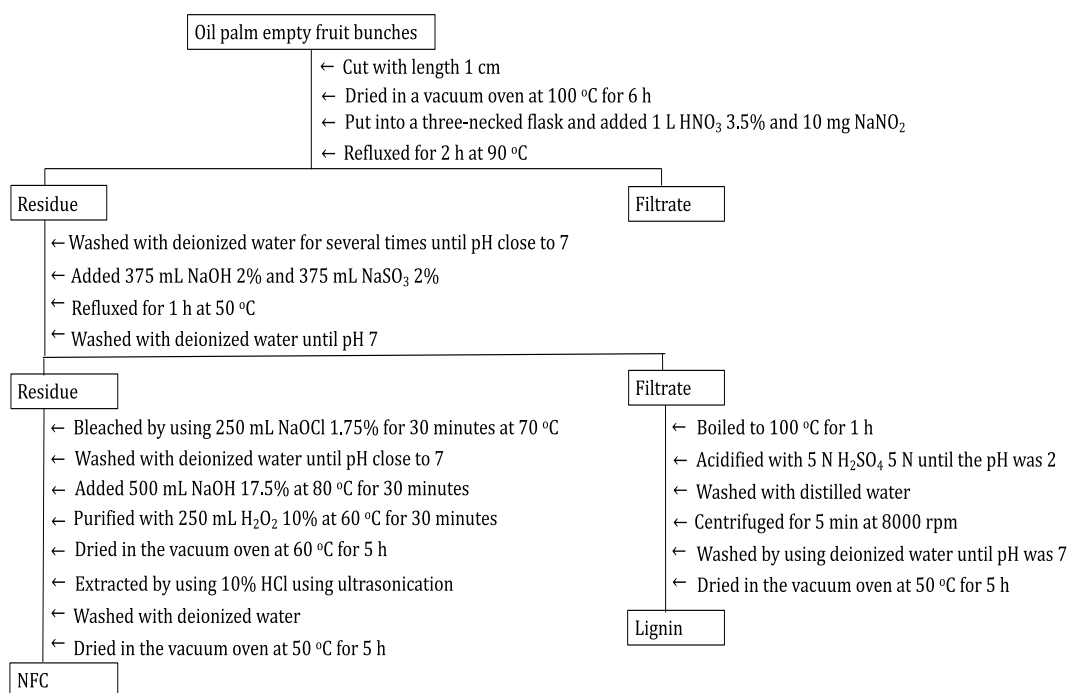 Oil palm empty fruit bunches
← Cut with length 1 cm
← Dried in a vacuum oven at 100 ºC for 6 h
← Put into a three-necked flask and added 1 L HNO₃ 3.5% and 10 mg NaNO₂
← Refluxed for 2 h at 90 ºC
Residue
Filtrate
← Washed with deionized water for several times until pH close to 7
← Added 375 mL NaOH 2% and 375 mL NaSO₃ 2%
← Refluxed for 1 h at 50 ºC
← Washed with deionized water until pH 7
Residue
← Bleached by using 250 mL NaOCl 1.75% for 30 minutes at 70 ºC
← Washed with deionized water until pH close to 7
← Added 500 mL NaOH 17.5% at 80 ºC for 30 minutes
← Purified with 250 mL H₂O₂ 10% at 60 ºC for 30 minutes
← Dried in the vacuum oven at 60 ºC for 5 h
← Extracted by using 10% HCl using ultrasonication
← Washed with deionized water
← Dried in the vacuum oven at 50 ºC for 5 h
NFC
Filtrate
← Boiled to 100 ºC for 1 h
← Acidified with 5 N H₂SO₄ 5 N until the pH was 2
← Washed with distilled water
← Centrifuged for 5 min at 8000 rpm
← Washed by using deionized water until pH was 7
← Dried in the vacuum oven at 50 ºC for 5 h
Lignin